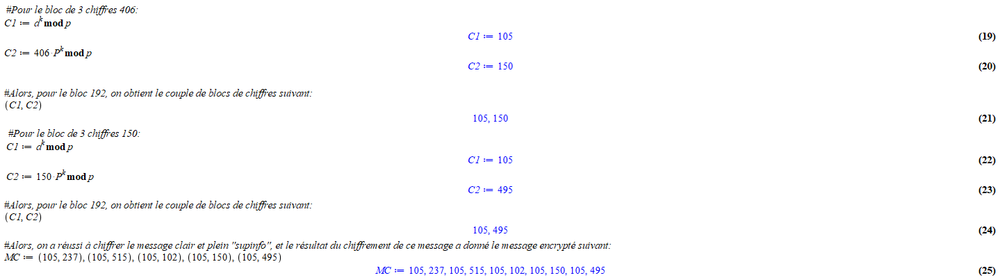 #Pour le bloc de 3 chiffres 406:
C1 := d^k mod p
C1 := 105 (19)
C2 := 406·P^k mod p
C2 := 150 (20)
#Alors, pour le bloc 192, on obtient le couple de blocs de chiffres suivant:
(C1, C2)
105, 150 (21)
#Pour le bloc de 3 chiffres 150:
C1 := d^k mod p
C1 := 105 (22)
C2 := 150·P^k mod p
C2 := 495 (23)
#Alors, pour le bloc 192, on obtient le couple de blocs de chiffres suivant:
(C1, C2)
105, 495 (24)
#Alors, on a réussi à chiffrer le message clair et plein "supinfo", et le résultat du chiffrement de ce message a donné le message encrypté suivant:
MC := (105, 237), (105, 515), (105, 102), (105, 150), (105, 495)
MC := 105, 237, 105, 515, 105, 102, 105, 150, 105, 495 (25)